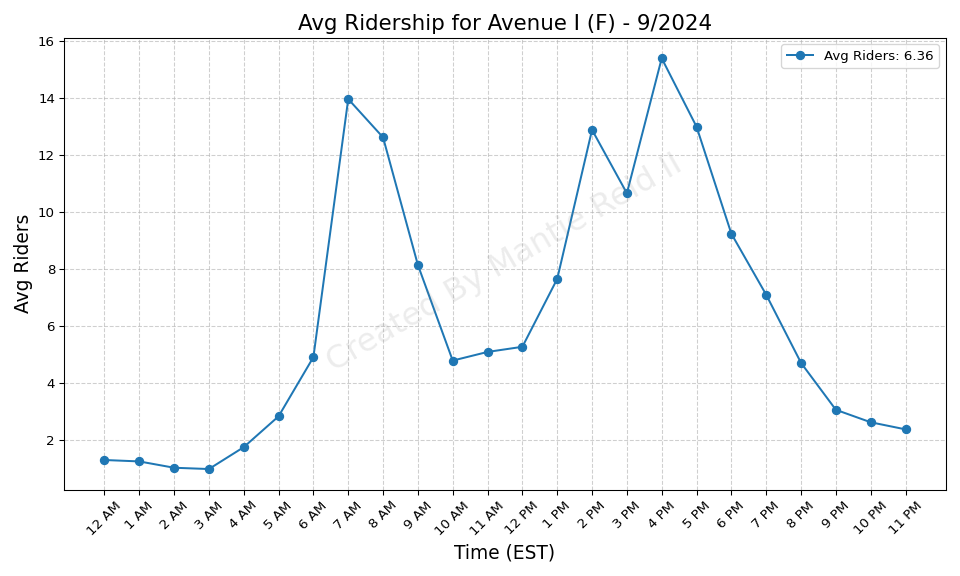 Avg Ridership for Avenue I (F) - 9/2024
Avg Riders: 6.36
Avg Riders
16
14
12
10
8
6
4
2
Created By Mantie Reid II
12 AM
1 AM
2 AM
3 AM
4 AM
5 AM
6 AM
7 AM
8 AM
9 AM
10 AM
11 AM
12 PM
1 PM
2 PM
3 PM
4 PM
5 PM
6 PM
7 PM
8 PM
9 PM
10 PM
11 PM
Time (EST)